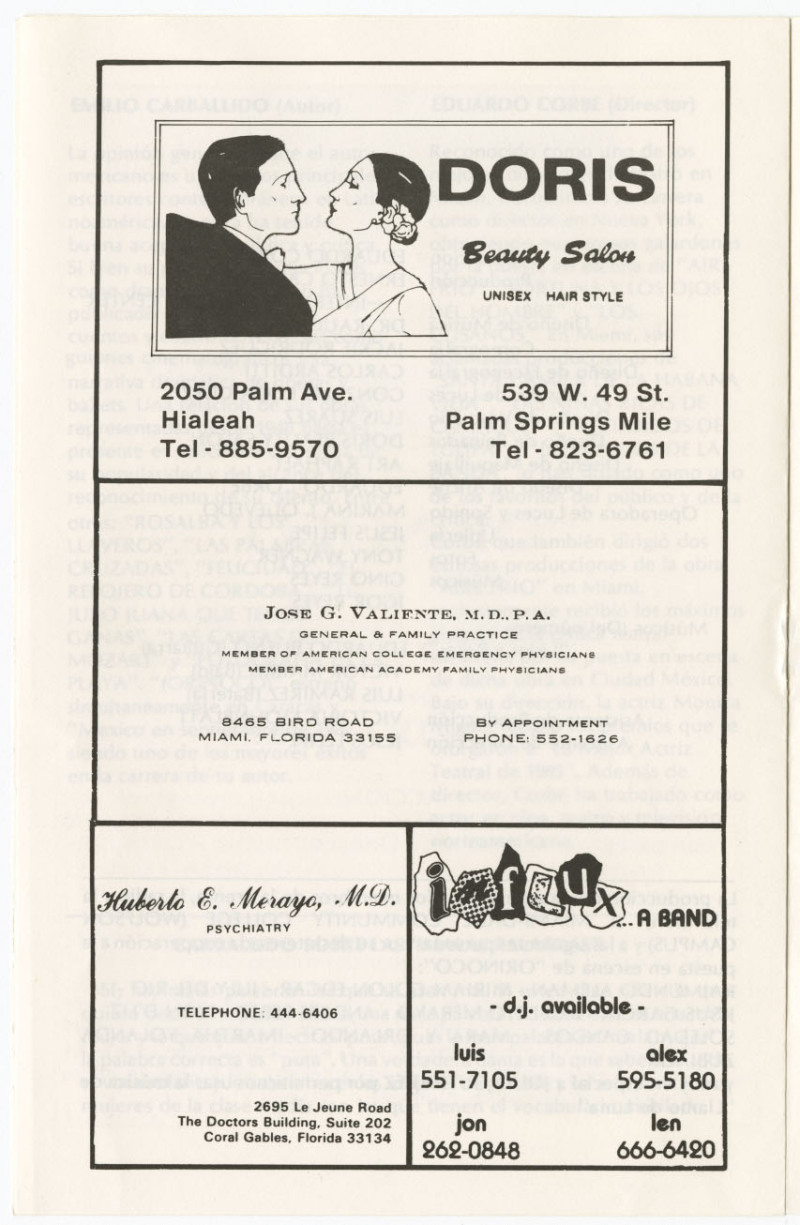 DORIS
Beauty Salon
UNISEX HAIR STYLE
2050 Palm Ave.
Hialeah
Tel - 885-9570
539 W. 49 St.
Palm Springs Mile
Tel - 823-6761
JOSE G. VALIENTE, M.D., P.A.
GENERAL & FAMILY PRACTICE
MEMBER OF AMERICAN COLLEGE EMERGENCY PHYSICIANS
MEMBER AMERICAN ACADEMY FAMILY PHYSICIANS
8465 BIRD ROAD
MIAMI, FLORIDA 33155
BY APPOINTMENT
PHONE: 552-1626
Huberto E. Merayo, M.D.
PSYCHIATRY
TELEPHONE: 444-6406
2695 Le Jeune Road
The Doctors Building, Suite 202
Coral Gables, Florida 33134
influx
...A BAND
- d.j. available -
luis
551-7105
alex
595-5180
jon
262-0848
len
666-6420